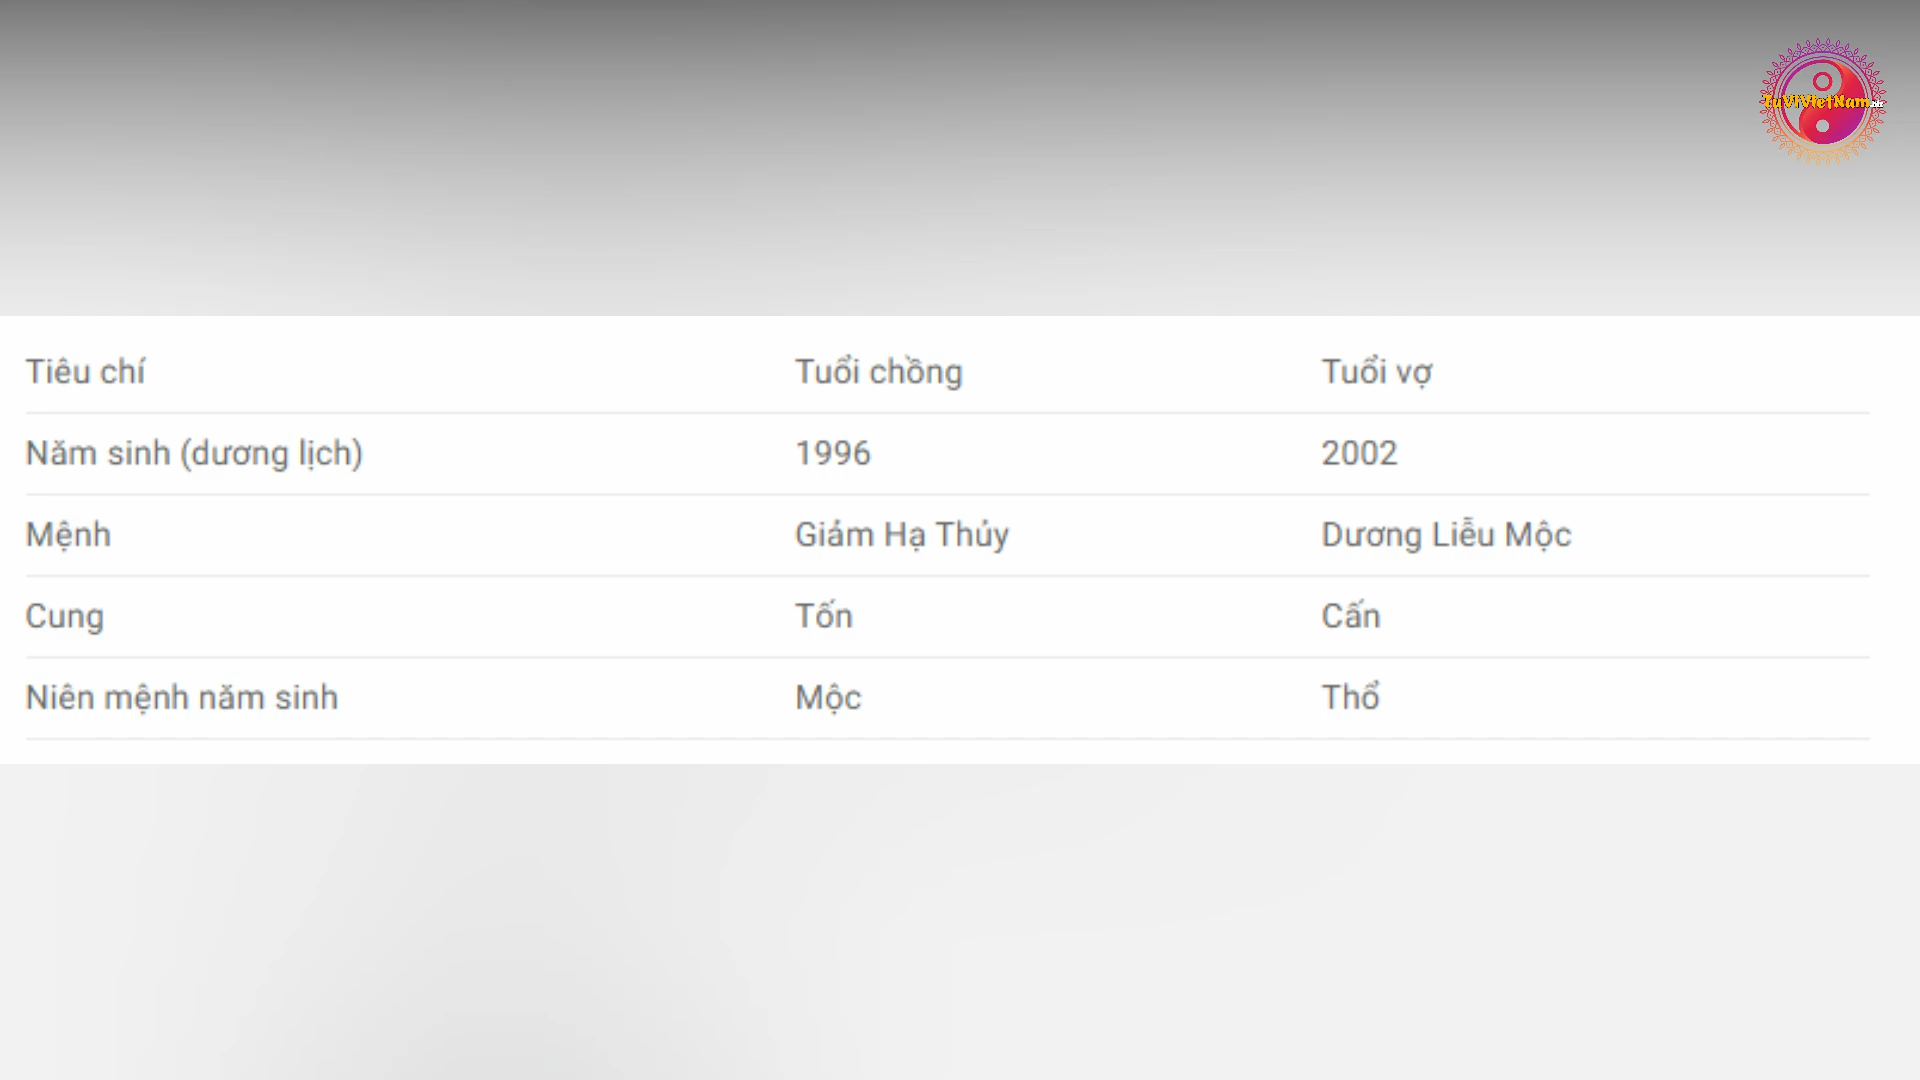 TuViVietNam
Tiêu chí Tuổi chồng Tuổi vợ
Năm sinh (dương lịch) 1996 2002
Mệnh Giảm Hạ Thủy Dương Liễu Mộc
Cung Tốn Cấn
Niên mệnh năm sinh Mộc Thổ